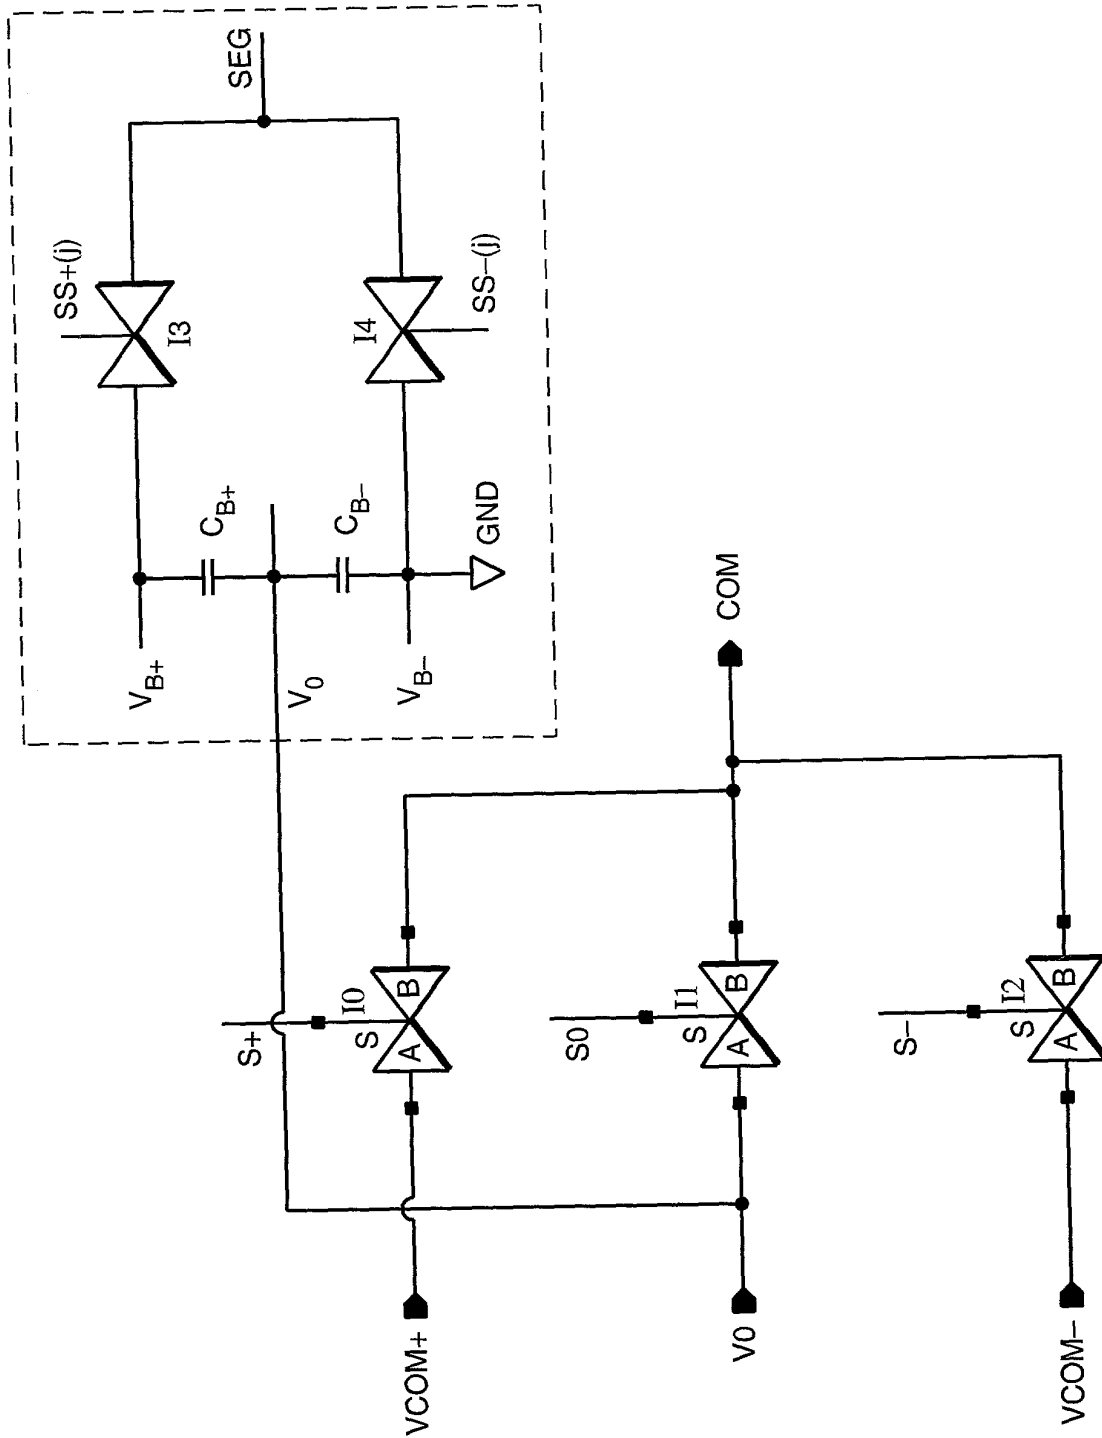 SEG
SS+(j)
I3
I4
SS−(j)
C_B+
C_B−
GND
V_B+
V_0
V_B−
COM
S+
S
I0
A
B
S0
S
I1
A
B
S−
S
I2
A
B
VCOM+
V0
VCOM−